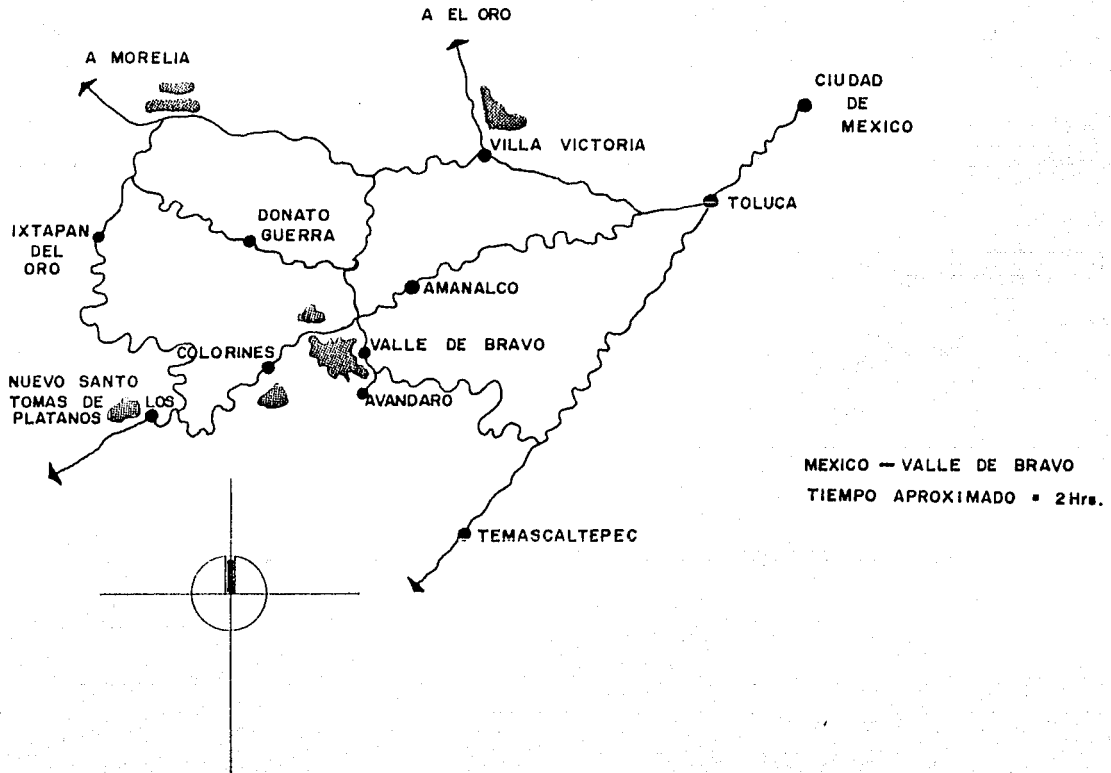 A EL ORO
A MORELIA
CIUDAD
DE
MEXICO
VILLA VICTORIA
TOLUCA
DONATO
GUERRA
IXTAPAN
DEL
ORO
AMANALCO
VALLE DE BRAVO
COLORINES
AVANDARO
NUEVO SANTO
TOMAS DE LOS
PLATANOS
MEXICO - VALLE DE BRAVO
TIEMPO APROXIMADO = 2Hrs.
TEMASCALTEPEC